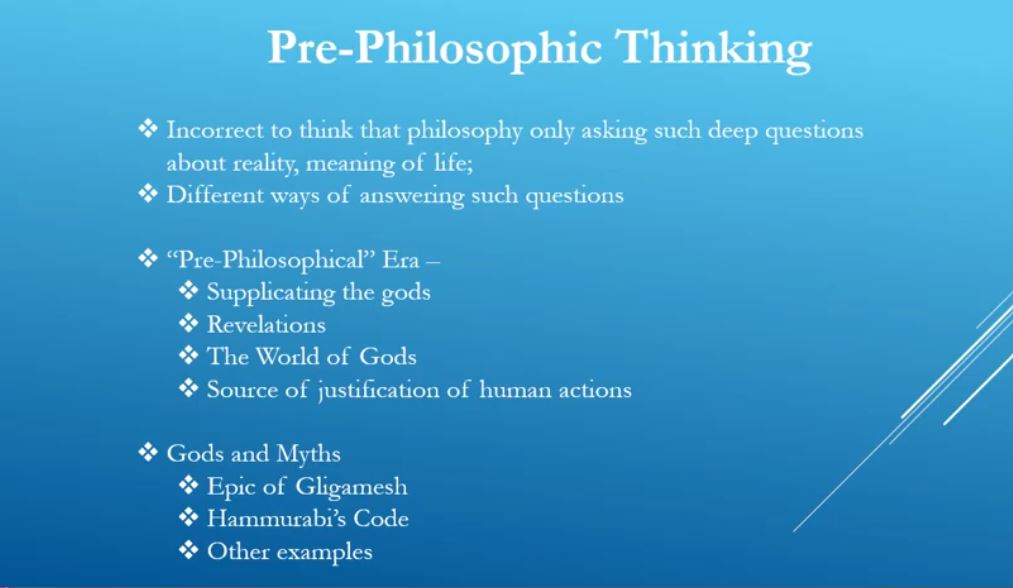 Pre-Philosophic Thinking
❖ Incorrect to think that philosophy only asking such deep questions
about reality, meaning of life;
❖ Different ways of answering such questions
❖ “Pre-Philosophical” Era –
❖ Supplicating the gods
❖ Revelations
❖ The World of Gods
❖ Source of justification of human actions
❖ Gods and Myths
❖ Epic of Gligamesh
❖ Hammurabi’s Code
❖ Other examples